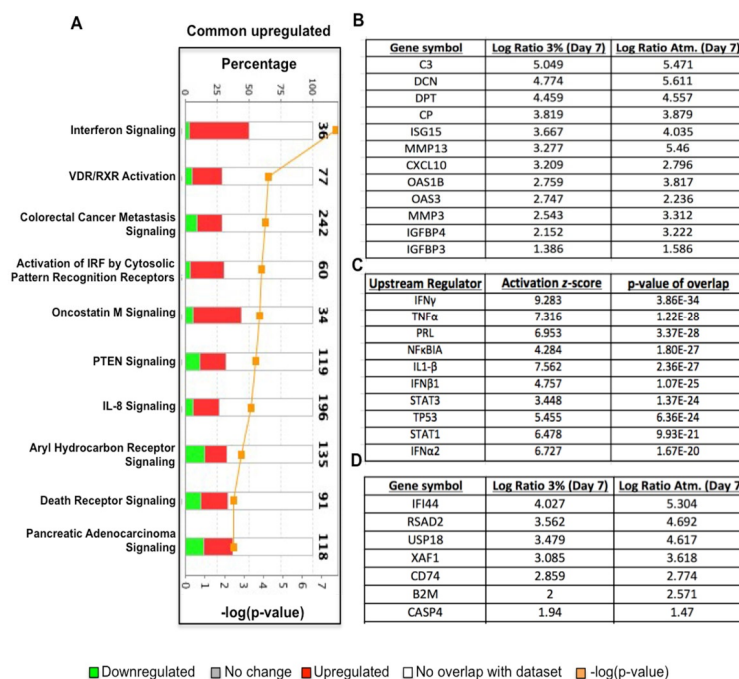 A
Common upregulated
Percentage
0 25 50 75 100
Interferon Signaling 36
VDR/RXR Activation 77
Colorectal Cancer Metastasis
Signaling 242
Activation of IRF by Cytosolic
Pattern Recognition Receptors 60
Oncostatin M Signaling 34
PTEN Signaling 119
IL-8 Signaling 196
Aryl Hydrocarbon Receptor
Signaling 135
Death Receptor Signaling 91
Pancreatic Adenocarcinoma
Signaling 118
0 1 2 3 4 5 6 7
-log(p-value)
B
Gene symbol Log Ratio 3% (Day 7) Log Ratio Atm. (Day 7)
C3 5.049 5.471
DCN 4.774 5.611
DPT 4.459 4.557
CP 3.819 3.879
ISG15 3.667 4.035
MMP13 3.277 5.46
CXCL10 3.209 2.796
OAS1B 2.759 3.817
OAS3 2.747 2.236
MMP3 2.543 3.312
IGFBP4 2.152 3.222
IGFBP3 1.386 1.586
C
Upstream Regulator Activation z-score p-value of overlap
IFNγ 9.283 3.86E-34
TNFα 7.316 1.22E-28
PRL 6.953 3.37E-28
NFκBIA 4.284 1.80E-27
IL1-β 7.562 2.36E-27
IFNβ1 4.757 1.07E-25
STAT3 3.448 1.37E-24
TP53 5.455 6.36E-24
STAT1 6.478 9.93E-21
IFNα2 6.727 1.67E-20
D
Gene symbol Log Ratio 3% (Day 7) Log Ratio Atm. (Day 7)
IFI44 4.027 5.304
RSAD2 3.562 4.692
USP18 3.479 4.617
XAF1 3.085 3.618
CD74 2.859 2.774
B2M 2 2.571
CASP4 1.94 1.47
Downregulated No change Upregulated No overlap with dataset -log(p-value)